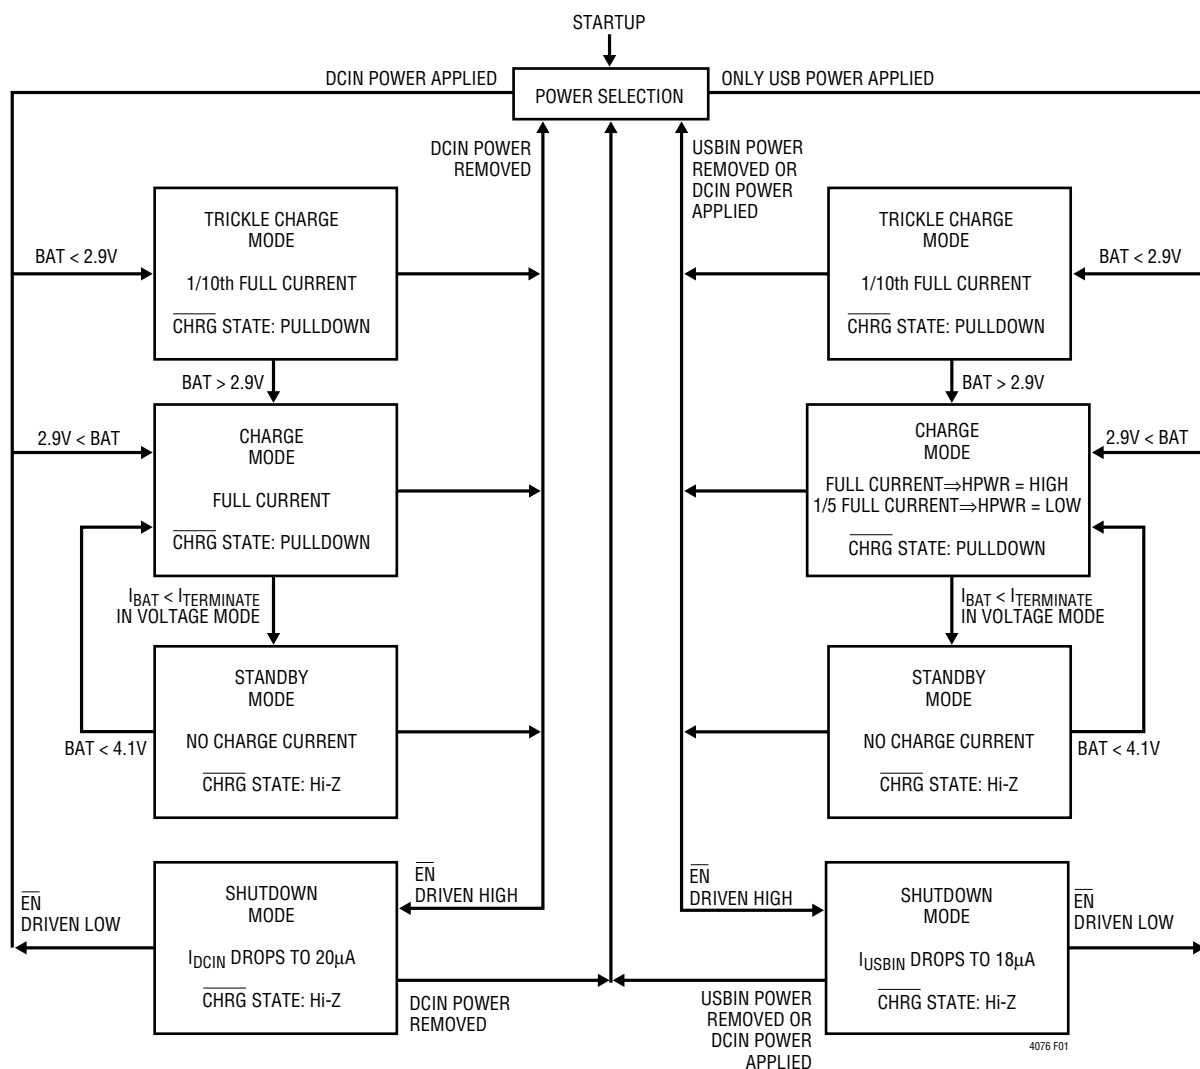 STARTUP
DCIN POWER APPLIED
POWER SELECTION
ONLY USB POWER APPLIED
DCIN POWER
REMOVED
USBIN POWER
REMOVED OR
DCIN POWER
APPLIED
TRICKLE CHARGE
MODE
1/10th FULL CURRENT
CHRG STATE: PULLDOWN
BAT < 2.9V
BAT > 2.9V
CHARGE
MODE
FULL CURRENT
CHRG STATE: PULLDOWN
2.9V < BAT
IBAT < ITERMINATE
IN VOLTAGE MODE
STANDBY
MODE
NO CHARGE CURRENT
CHRG STATE: Hi-Z
BAT < 4.1V
SHUTDOWN
MODE
IDCIN DROPS TO 20μA
CHRG STATE: Hi-Z
EN
DRIVEN LOW
EN
DRIVEN HIGH
DCIN POWER
REMOVED
TRICKLE CHARGE
MODE
1/10th FULL CURRENT
CHRG STATE: PULLDOWN
BAT < 2.9V
BAT > 2.9V
CHARGE
MODE
FULL CURRENT⇒HPWR = HIGH
1/5 FULL CURRENT⇒HPWR = LOW
CHRG STATE: PULLDOWN
2.9V < BAT
IBAT < ITERMINATE
IN VOLTAGE MODE
STANDBY
MODE
NO CHARGE CURRENT
CHRG STATE: Hi-Z
BAT < 4.1V
EN
DRIVEN HIGH
SHUTDOWN
MODE
IUSBIN DROPS TO 18μA
CHRG STATE: Hi-Z
EN
DRIVEN LOW
USBIN POWER
REMOVED OR
DCIN POWER
APPLIED
4076 F01